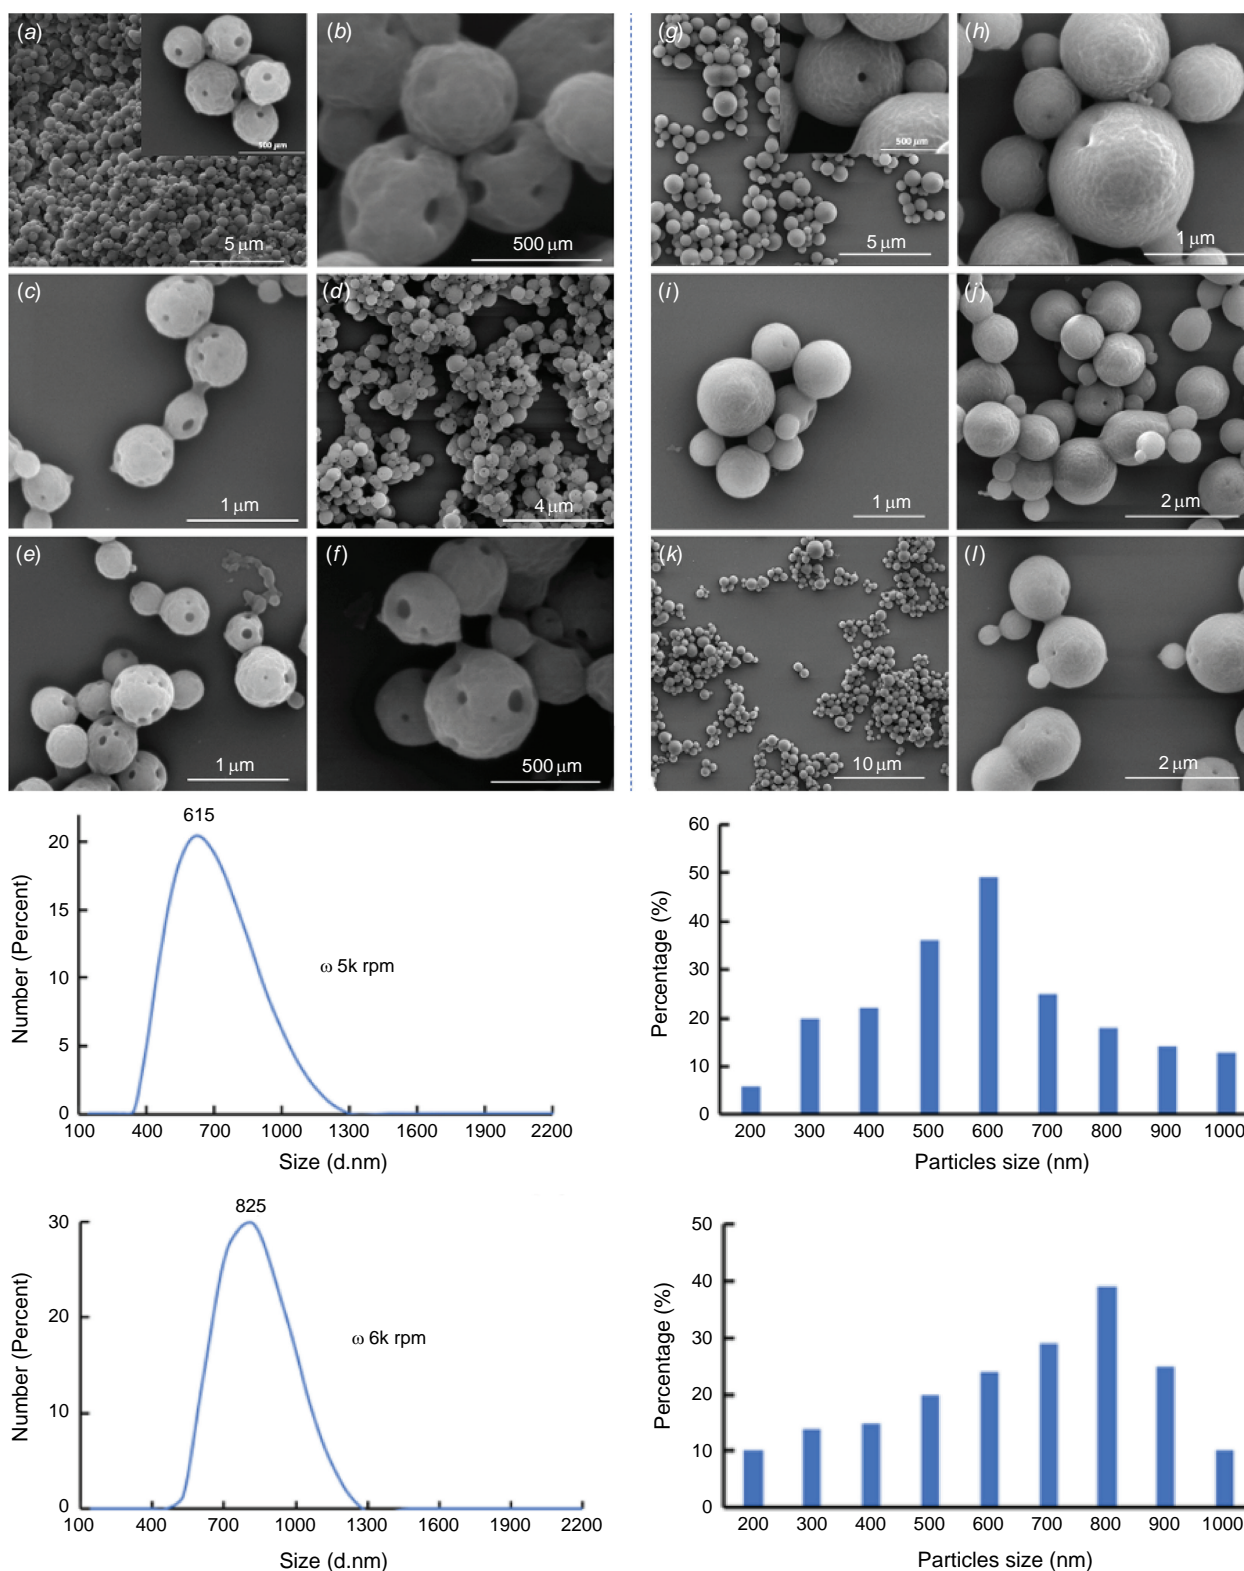 (a)
500 µm
5 µm
(b)
500 µm
(g)
500 µm
5 µm
(h)
1 µm
(c)
1 µm
(d)
4 µm
(i)
1 µm
(j)
2 µm
(e)
1 µm
(f)
500 µm
(k)
10 µm
(l)
2 µm
615
20
15
10
5
0
Number (Percent)
ω 5k rpm
100 400 700 1000 1300 1600 1900 2200
Size (d.nm)
60
50
40
30
20
10
0
Percentage (%)
200 300 400 500 600 700 800 900 1000
Particles size (nm)
825
30
20
10
0
Number (Percent)
ω 6k rpm
100 400 700 1000 1300 1600 1900 2200
Size (d.nm)
50
40
30
20
10
0
Percentage (%)
200 300 400 500 600 700 800 900 1000
Particles size (nm)